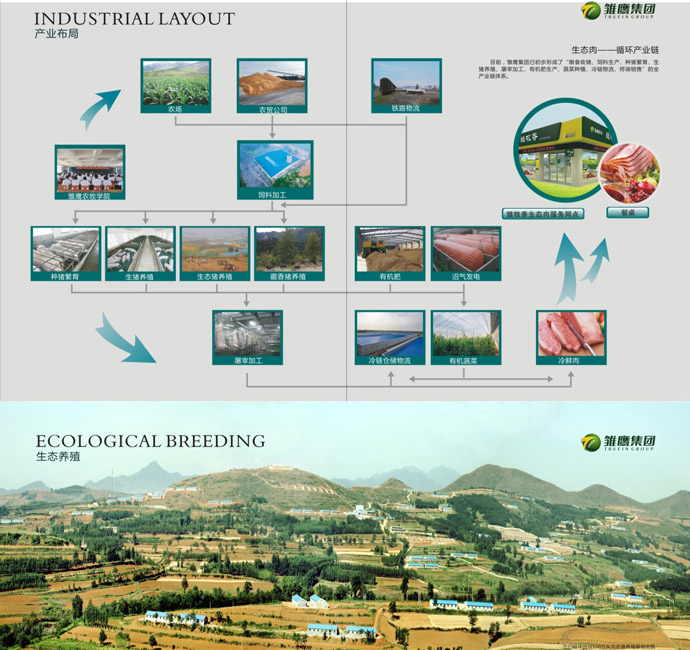 INDUSTRIAL LAYOUT
产业布局
雏鹰集团
TRUEIN GROUP
生态肉——循环产业链
目前，雏鹰集团已初步形成了“粮食收储、饲料生产、种猪繁育、生
猪养殖、屠宰加工、有机肥生产、蔬菜种植、冷链物流、终端销售”的全
产业链体系。
农场
农贸公司
铁路物流
雏鹰农牧学院
饲料加工
雏牧香生态肉服务网点
餐桌
种猪繁育
生猪养殖
生态猪养殖
藏香猪养殖
有机肥
沼气发电
屠宰加工
冷链仓储物流
有机蔬菜
冷鲜肉
ECOLOGICAL BREEDING
生态养殖
雏鹰集团
TRUEIN GROUP